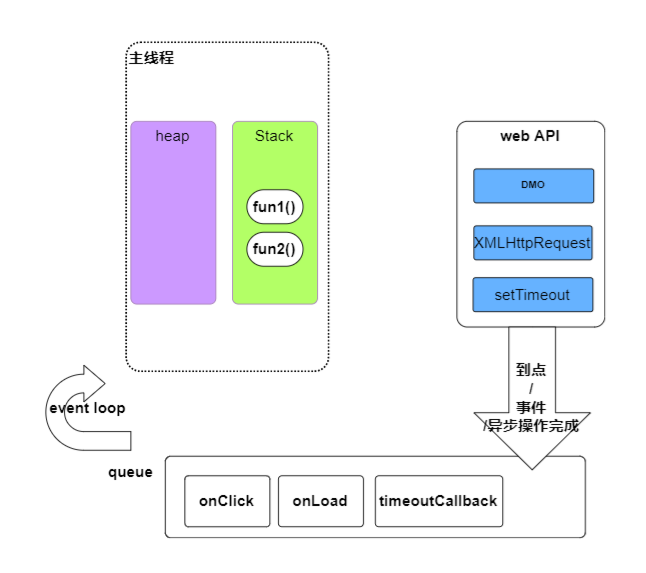 主线程
heap
Stack
fun1()
fun2()
web API
DMO
XMLHttpRequest
setTimeout
到点
/
事件
/异步操作完成
event loop
queue
onClick
onLoad
timeoutCallback